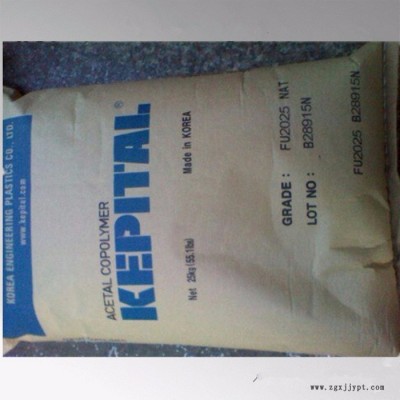 KOREA ENGINEERING PLASTICS CO., LTD.
www.kepital.com
ACETAL COPOLYMER
KEPITAL®
Net 25kg(55.1lbs) Made in KOREA
GRADE : FU2025 NAT
LOT NO : B28915N
FU2025 B28915N
www.zgxjjypt.com